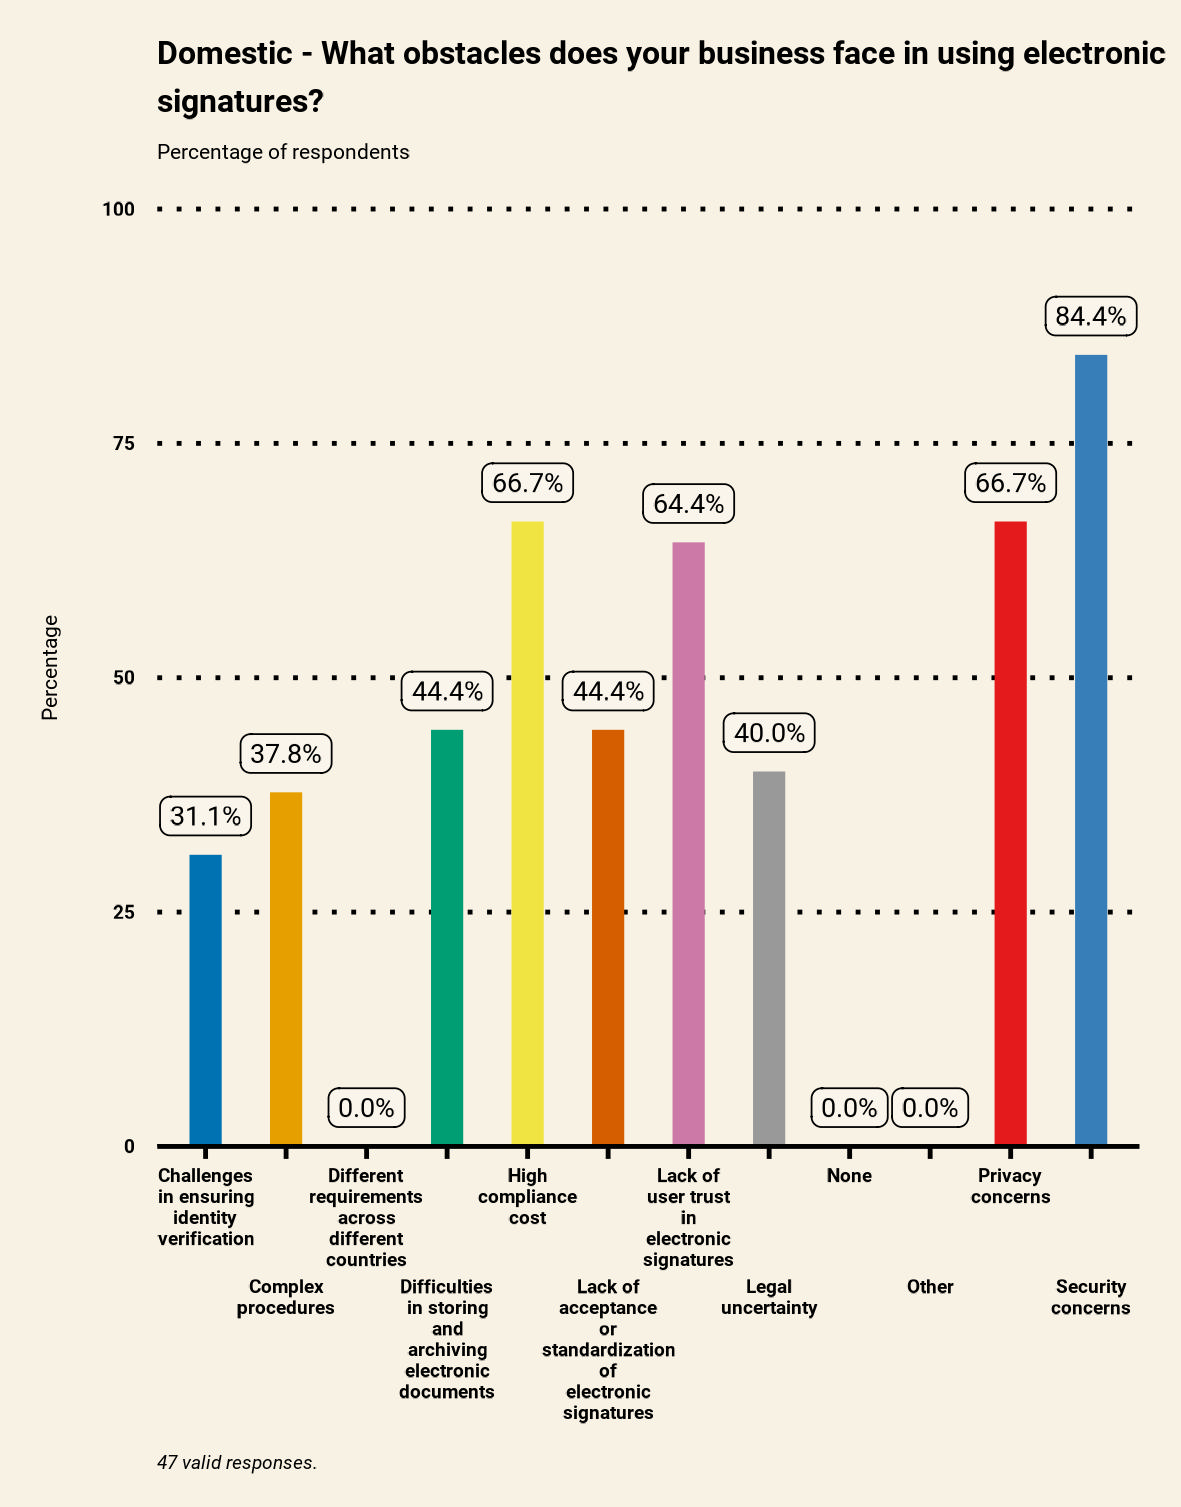 Domestic - What obstacles does your business face in using electronic
signatures?
Percentage of respondents
Percentage
100
75
50
25
0
31.1%
37.8%
0.0%
44.4%
66.7%
44.4%
64.4%
40.0%
0.0%
0.0%
66.7%
84.4%
Challenges
in ensuring
identity
verification
Complex
procedures
Different
requirements
across
different
countries
Difficulties
in storing
and
archiving
electronic
documents
High
compliance
cost
Lack of
acceptance
or
standardization
of
electronic
signatures
Lack of
user trust
in
electronic
signatures
Legal
uncertainty
None
Other
Privacy
concerns
Security
concerns
47 valid responses.